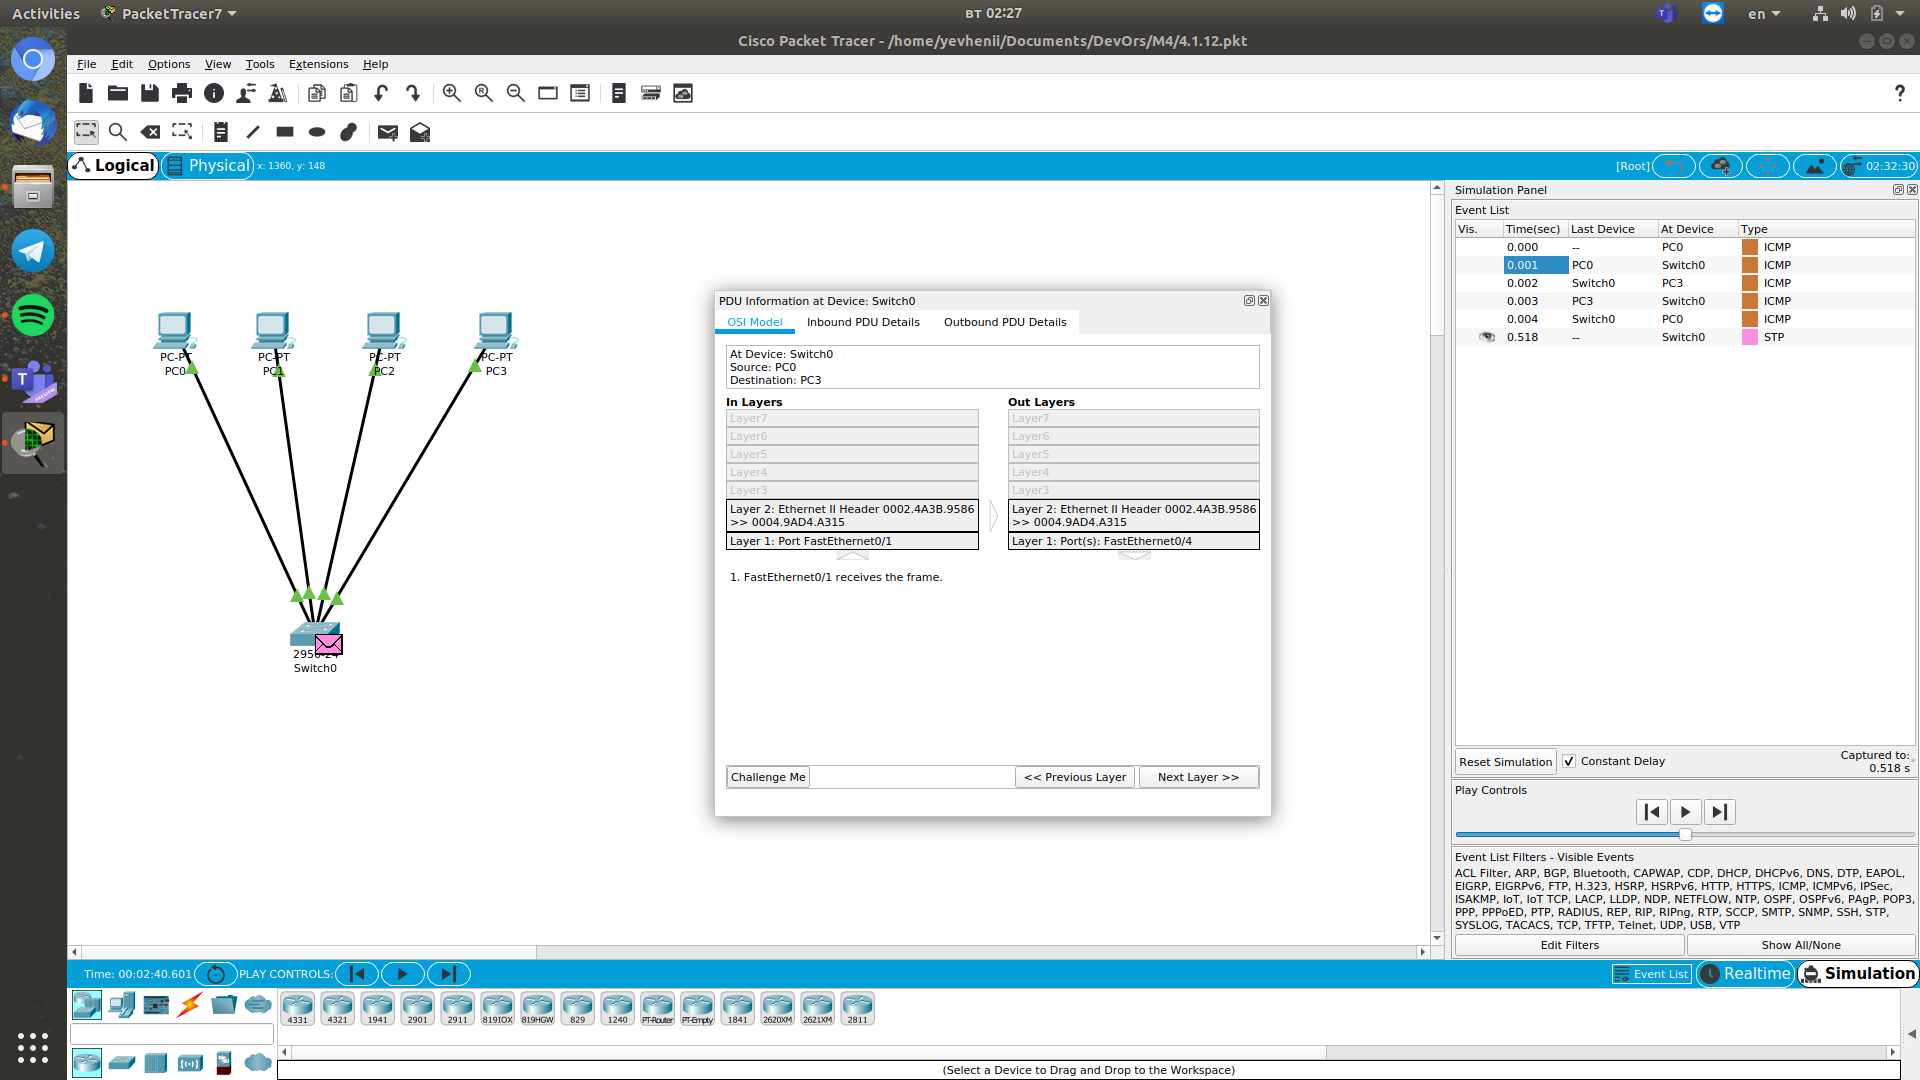 Activities
PacketTracer7
вт 02:27
en
Cisco Packet Tracer - /home/yevhenii/Documents/DevOrs/M4/4.1.12.pkt
File Edit Options View Tools Extensions Help
?
Logical
Physical
x: 1360, y: 148
[Root]
02:32:30
PC-PT
PC0
PC-PT
PC1
PC-PT
PC2
PC-PT
PC3
Switch0
PDU Information at Device: Switch0
OSI Model Inbound PDU Details Outbound PDU Details
At Device: Switch0
Source: PC0
Destination: PC3
In Layers
Layer7
Layer6
Layer5
Layer4
Layer3
Layer 2: Ethernet II Header 0002.4A3B.9586
>> 0004.9AD4.A315
Layer 1: Port FastEthernet0/1
Out Layers
Layer7
Layer6
Layer5
Layer4
Layer3
Layer 2: Ethernet II Header 0002.4A3B.9586
>> 0004.9AD4.A315
Layer 1: Port(s): FastEthernet0/4
1. FastEthernet0/1 receives the frame.
Challenge Me
<< Previous Layer
Next Layer >>
Simulation Panel
Event List
Vis. Time(sec) Last Device At Device Type
0.000 -- PC0 ICMP
0.001 PC0 Switch0 ICMP
0.002 Switch0 PC3 ICMP
0.003 PC3 Switch0 ICMP
0.004 Switch0 PC0 ICMP
0.518 -- Switch0 STP
Reset Simulation
Constant Delay
Captured to:
0.518 s
Play Controls
Event List Filters - Visible Events
ACL Filter, ARP, BGP, Bluetooth, CAPWAP, CDP, DHCP, DHCPv6, DNS, DTP, EAPOL,
EIGRP, EIGRPv6, FTP, H.323, HSRP, HSRPv6, HTTP, HTTPS, ICMP, ICMPv6, IPSec,
ISAKMP, IoT, IoT TCP, LACP, LLDP, NDP, NETFLOW, NTP, OSPF, OSPFv6, PAgP, POP3,
PPP, PPPoED, PTP, RADIUS, REP, RIP, RIPng, RTP, SCCP, SMTP, SNMP, SSH, STP,
SYSLOG, TACACS, TCP, TFTP, Telnet, UDP, USB, VTP
Edit Filters
Show All/None
Time: 00:02:40.601
PLAY CONTROLS:
Event List
Realtime
Simulation
4331 4321 1941 2901 2911 819IOX 819HGW 829 1240 PT-Router PT-Empty 1841 2620XM 2621XM 2811
(Select a Device to Drag and Drop to the Workspace)